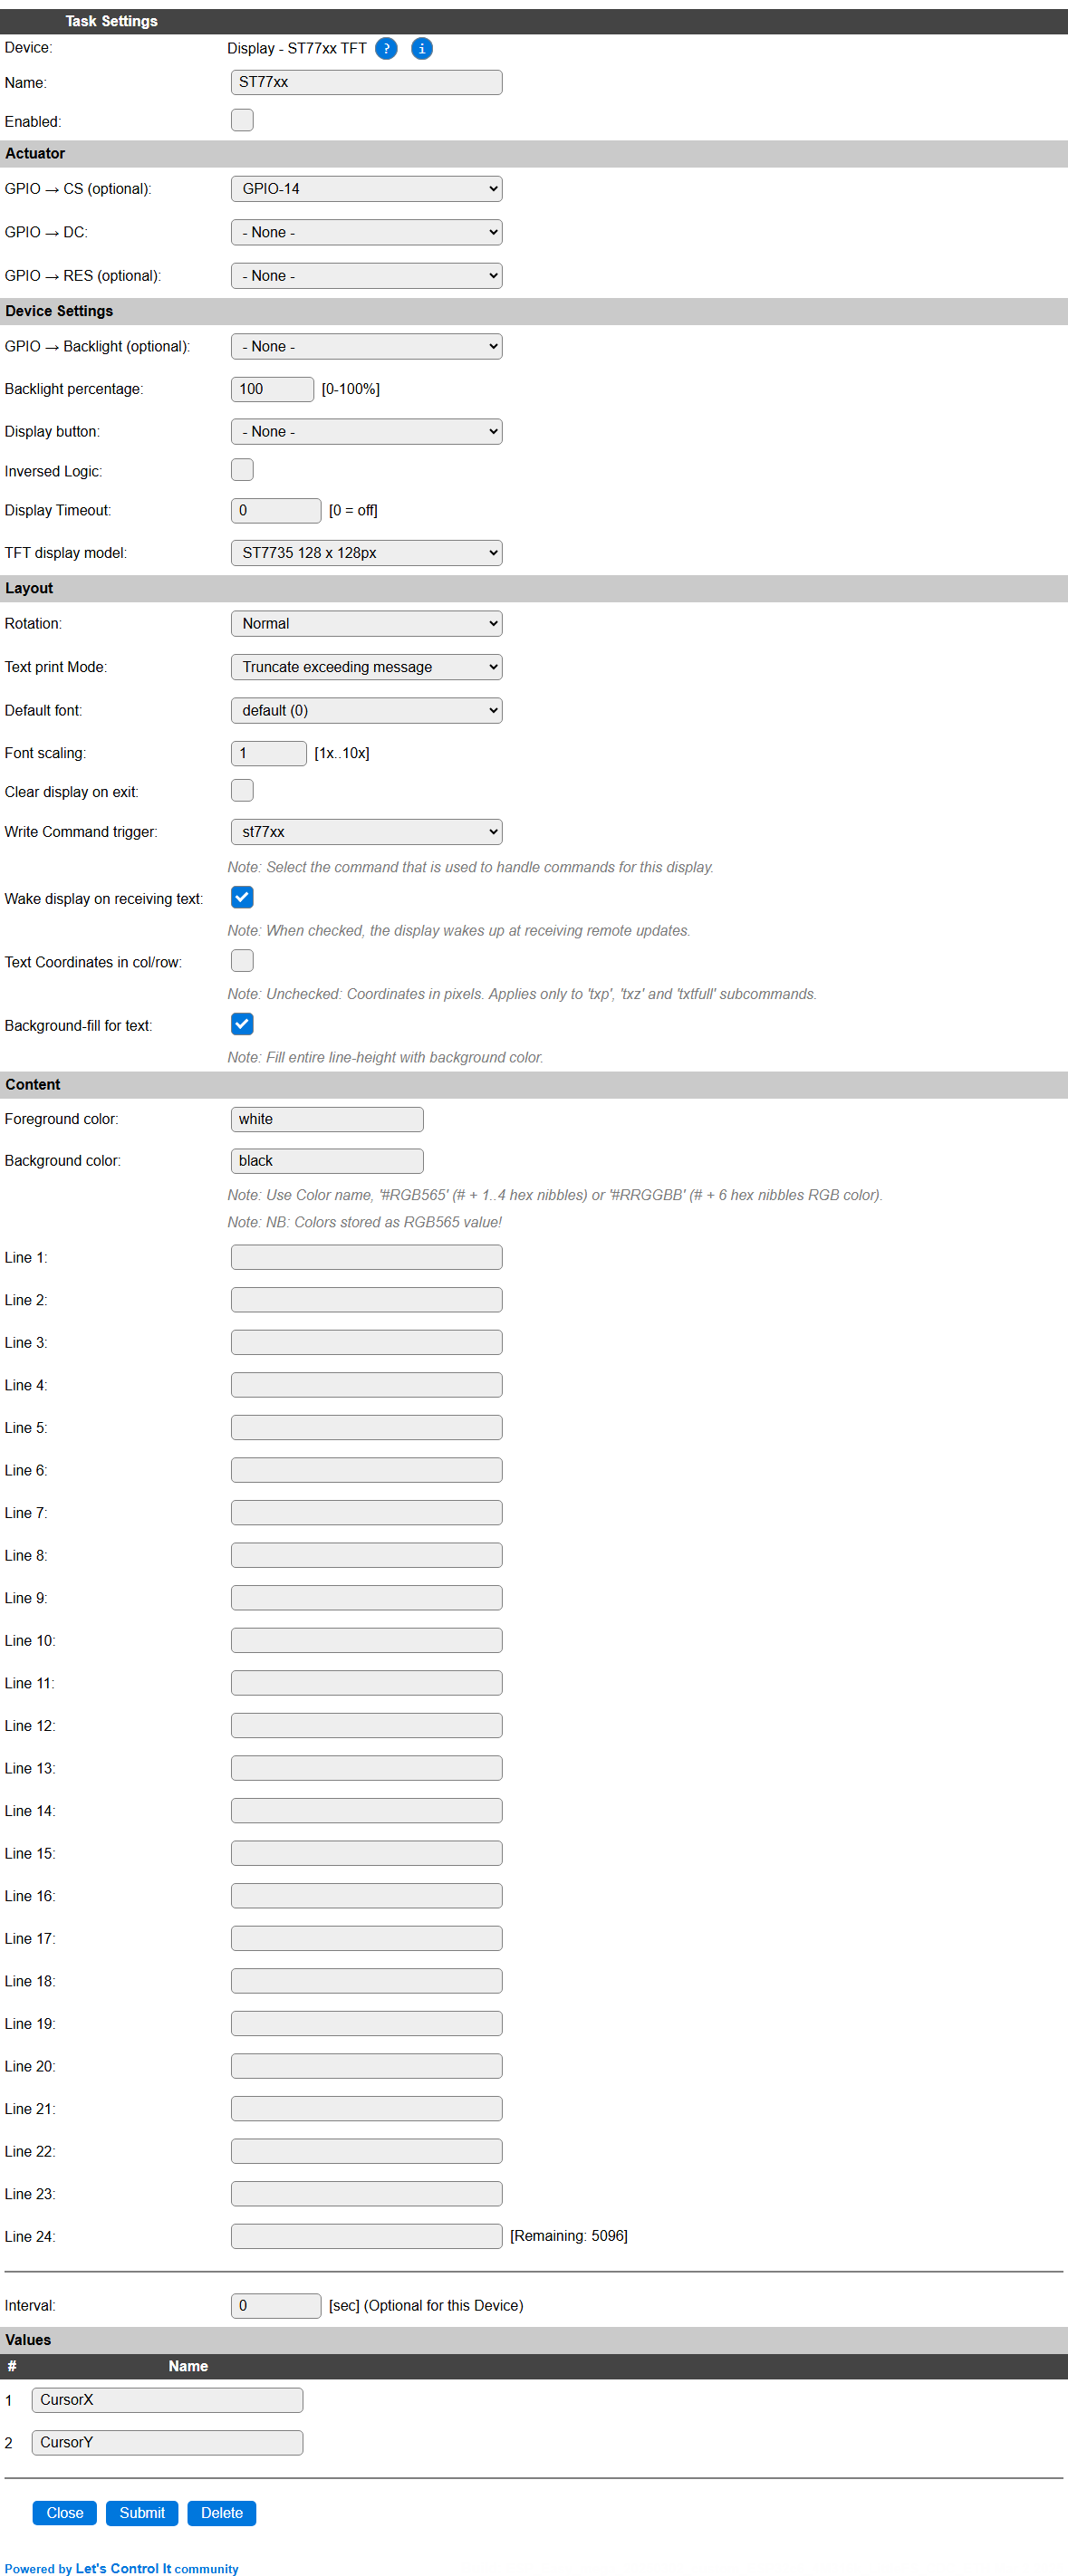 Task Settings
Device: Display - ST77xx TFT ? i
Name: ST77xx
Enabled:
Actuator
GPIO → CS (optional): GPIO-14
GPIO → DC: - None -
GPIO → RES (optional): - None -
Device Settings
GPIO → Backlight (optional): - None -
Backlight percentage: 100 [0-100%]
Display button: - None -
Inversed Logic:
Display Timeout: 0 [0 = off]
TFT display model: ST7735 128 x 128px
Layout
Rotation: Normal
Text print Mode: Truncate exceeding message
Default font: default (0)
Font scaling: 1 [1x..10x]
Clear display on exit:
Write Command trigger: st77xx
Note: Select the command that is used to handle commands for this display.
Wake display on receiving text:
Note: When checked, the display wakes up at receiving remote updates.
Text Coordinates in col/row:
Note: Unchecked: Coordinates in pixels. Applies only to 'txp', 'txz' and 'txtfull' subcommands.
Background-fill for text:
Note: Fill entire line-height with background color.
Content
Foreground color: white
Background color: black
Note: Use Color name, '#RGB565' (# + 1..4 hex nibbles) or '#RRGGBB' (# + 6 hex nibbles RGB color).
Note: NB: Colors stored as RGB565 value!
Line 1:
Line 2:
Line 3:
Line 4:
Line 5:
Line 6:
Line 7:
Line 8:
Line 9:
Line 10:
Line 11:
Line 12:
Line 13:
Line 14:
Line 15:
Line 16:
Line 17:
Line 18:
Line 19:
Line 20:
Line 21:
Line 22:
Line 23:
Line 24: [Remaining: 5096]
Interval: 0 [sec] (Optional for this Device)
Values
# Name
1 CursorX
2 CursorY
Close Submit Delete
Powered by Let's Control It community